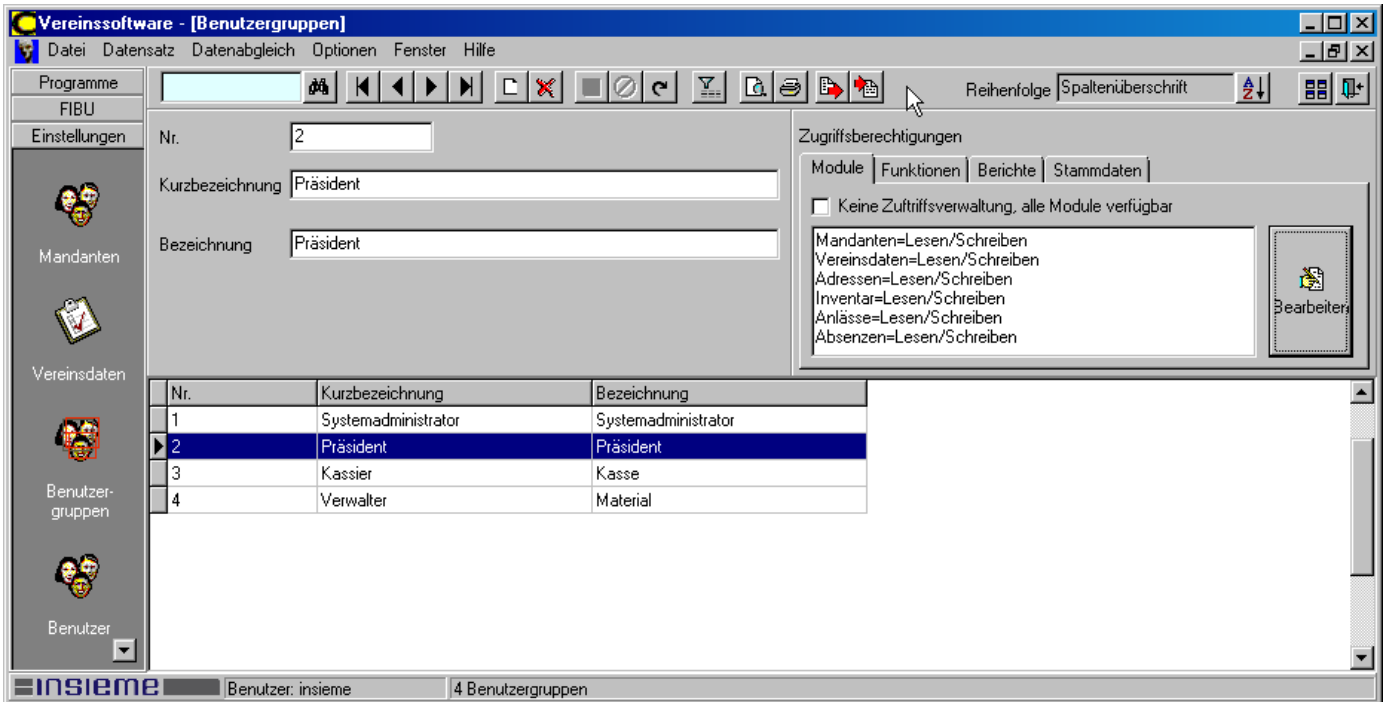 Vereinssoftware - [Benutzergruppen]
Datei Datensatz Datenabgleich Optionen Fenster Hilfe
Programme
FIBU
Einstellungen
Mandanten
Vereinsdaten
Benutzer-
gruppen
Benutzer
Reihenfolge Spaltenüberschrift
Nr. 2
Kurzbezeichnung Präsident
Bezeichnung Präsident
Zugriffsberechtigungen
Module Funktionen Berichte Stammdaten
Keine Zuftriffsverwaltung, alle Module verfügbar
Mandanten=Lesen/Schreiben
Vereinsdaten=Lesen/Schreiben
Adressen=Lesen/Schreiben
Inventar=Lesen/Schreiben
Anlässe=Lesen/Schreiben
Absenzen=Lesen/Schreiben
Bearbeiten
Nr. Kurzbezeichnung Bezeichnung
1 Systemadministrator Systemadministrator
2 Präsident Präsident
3 Kassier Kasse
4 Verwalter Material
insieme Benutzer: insieme 4 Benutzergruppen